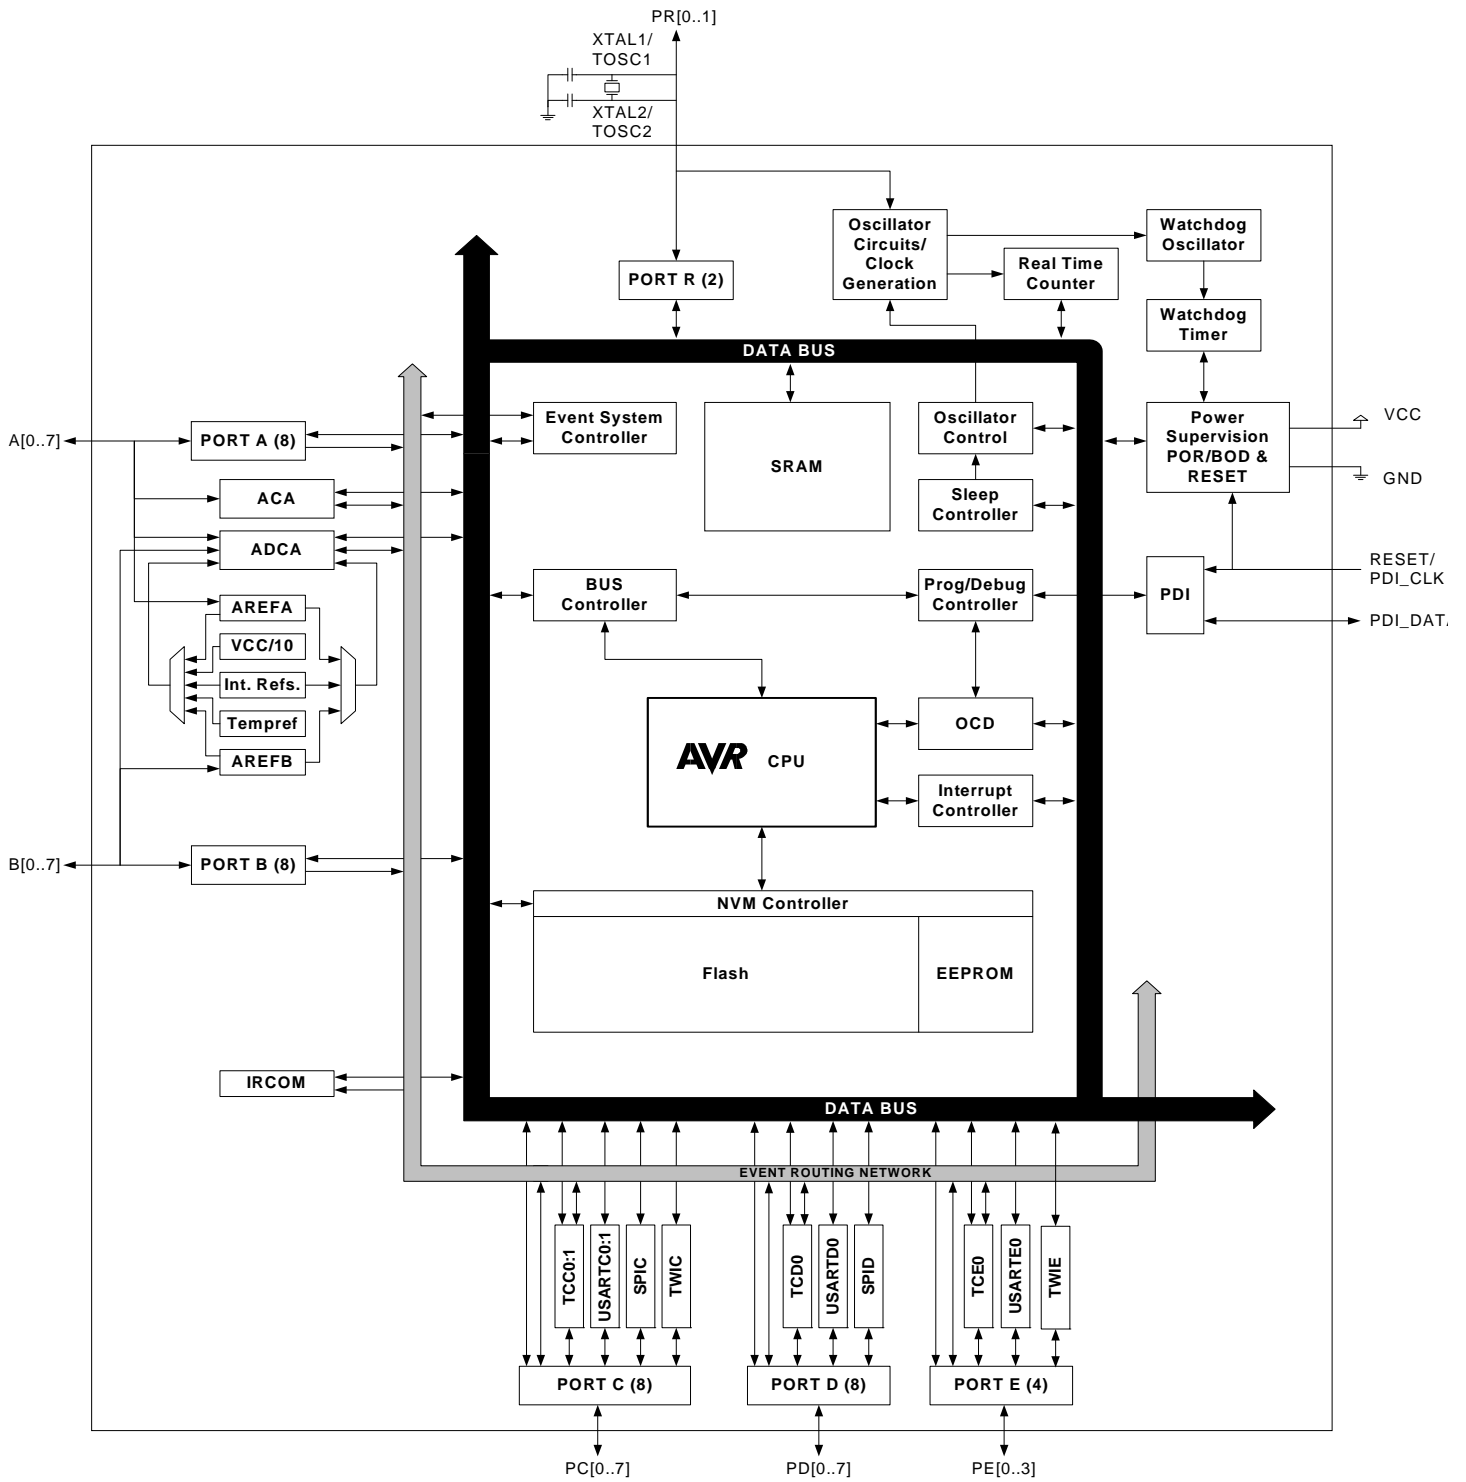 PR[0..1]
XTAL1/
TOSC1
XTAL2/
TOSC2
Oscillator
Circuits/
Clock
Generation
Watchdog
Oscillator
Real Time
Counter
PORT R (2)
Watchdog
Timer
DATA BUS
A[0..7]
PORT A (8)
Event System
Controller
SRAM
Oscillator
Control
Power
Supervision
POR/BOD &
RESET
VCC
GND
ACA
Sleep
Controller
ADCA
RESET/
PDI_CLK
BUS
Controller
Prog/Debug
Controller
PDI
PDI_DATA
AREFA
VCC/10
Int. Refs.
Tempref
AREFB
AVR CPU
OCD
Interrupt
Controller
B[0..7]
PORT B (8)
NVM Controller
Flash
EEPROM
IRCOM
DATA BUS
EVENT ROUTING NETWORK
TCC0:1
USARTC0:1
SPIC
TWIC
TCD0
USARTD0
SPID
TCE0
USARTE0
TWIE
PORT C (8)
PORT D (8)
PORT E (4)
PC[0..7]
PD[0..7]
PE[0..3]